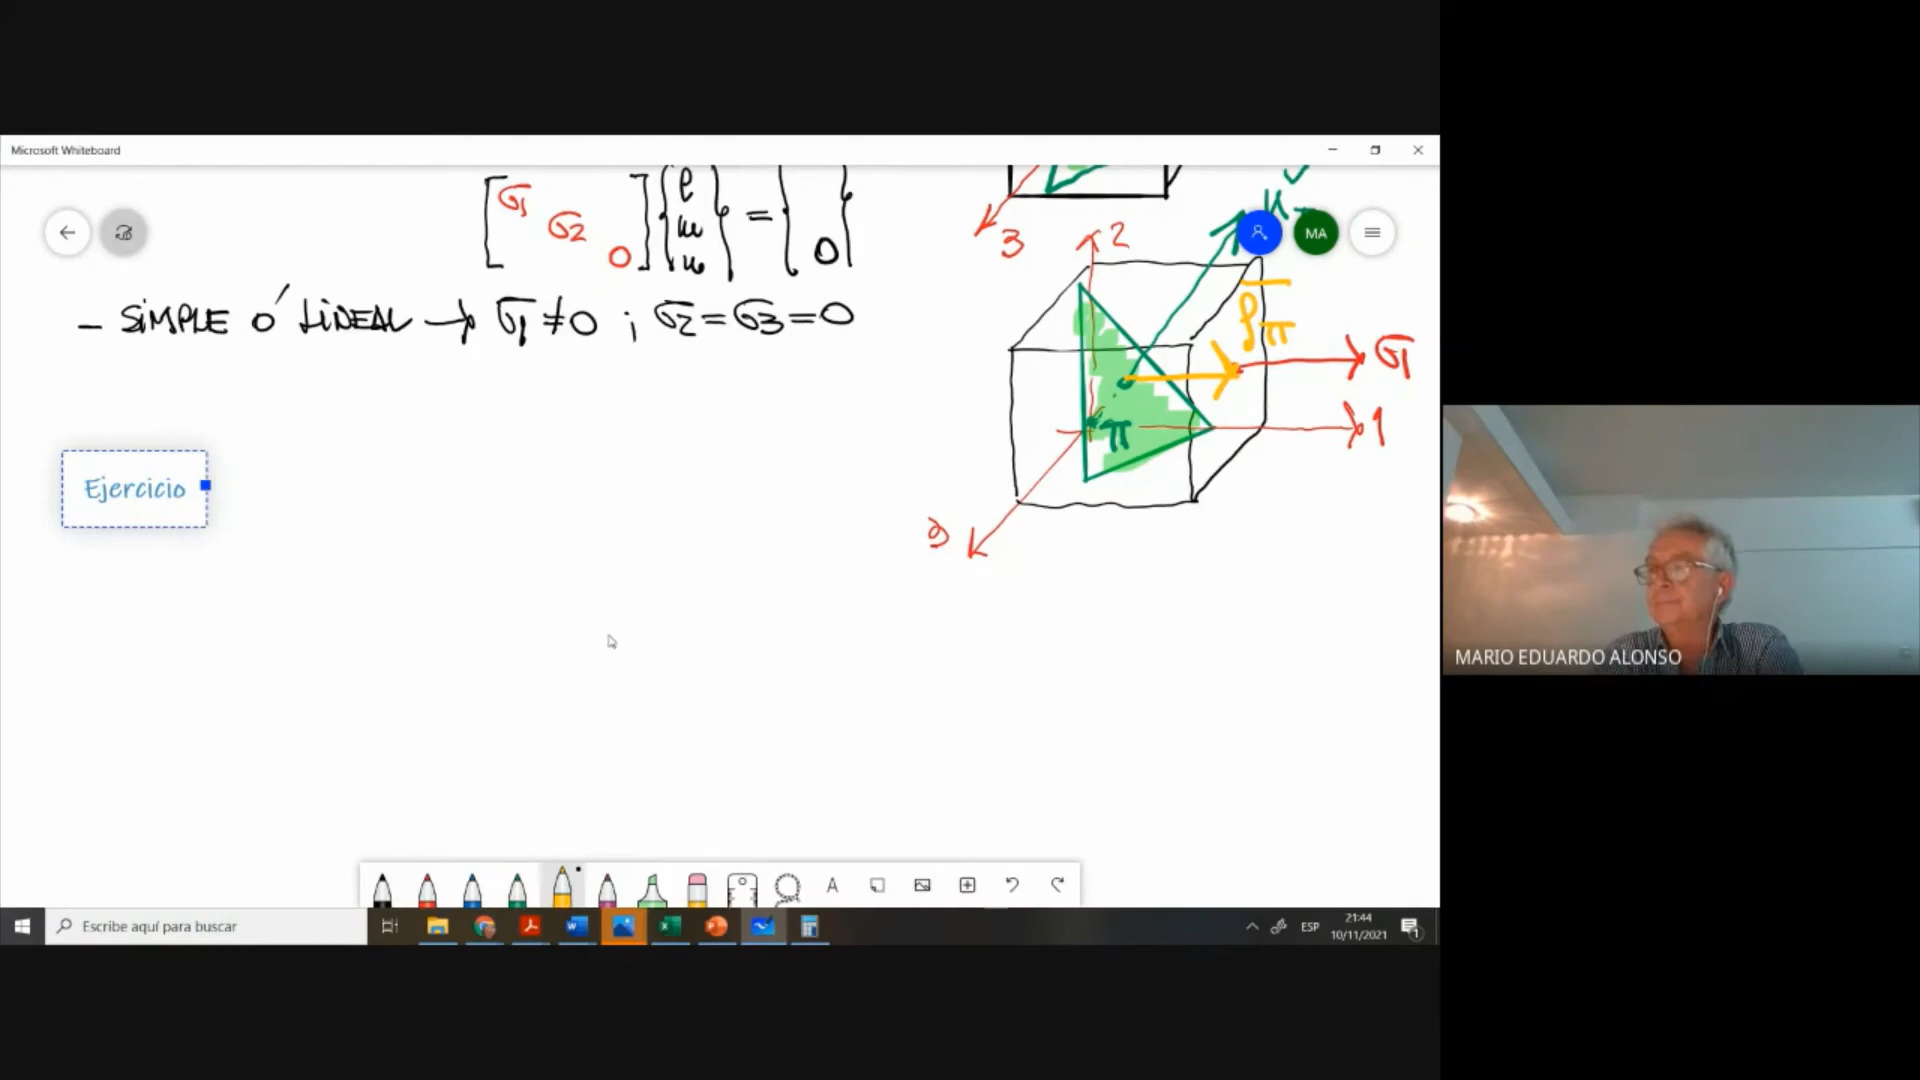 Microsoft Whiteboard
[σ1 σ2 0] {l m n} = { 0 }
3
2
MA
- SIMPLE Ó LINEAL → σ1 ≠ 0 ; σ2 = σ3 = 0
ρπ
σ1
π
1
Ejercicio
3
MARIO EDUARDO ALONSO
A
Escribe aquí para buscar
ESP
21:44
10/11/2021
1